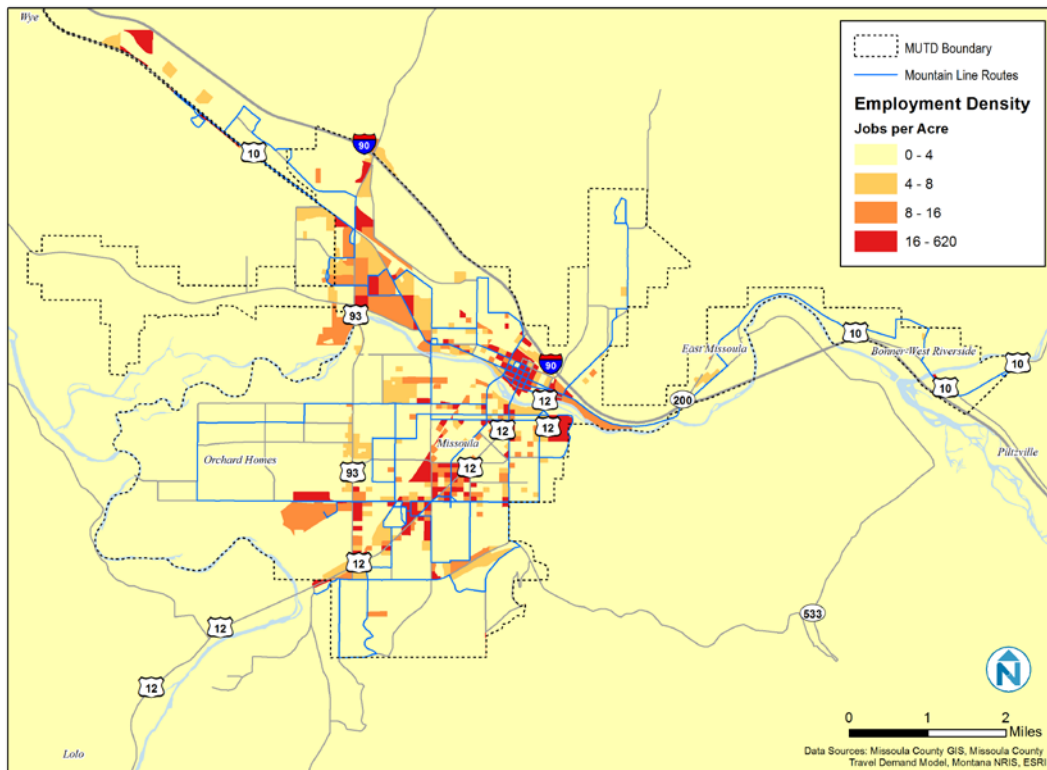 Wye
MUTD Boundary
Mountain Line Routes
Employment Density
Jobs per Acre
0 - 4
4 - 8
8 - 16
16 - 620
90
10
93
90
12
12
12
Missoula
12
93
Orchard Homes
12
12
12
Lolo
East Missoula
200
10
Bonner-West Riverside
10
10
Piltzville
533
N
0 1 2
Miles
Data Sources: Missoula County GIS, Missoula County
Travel Demand Model, Montana NRIS, ESRI